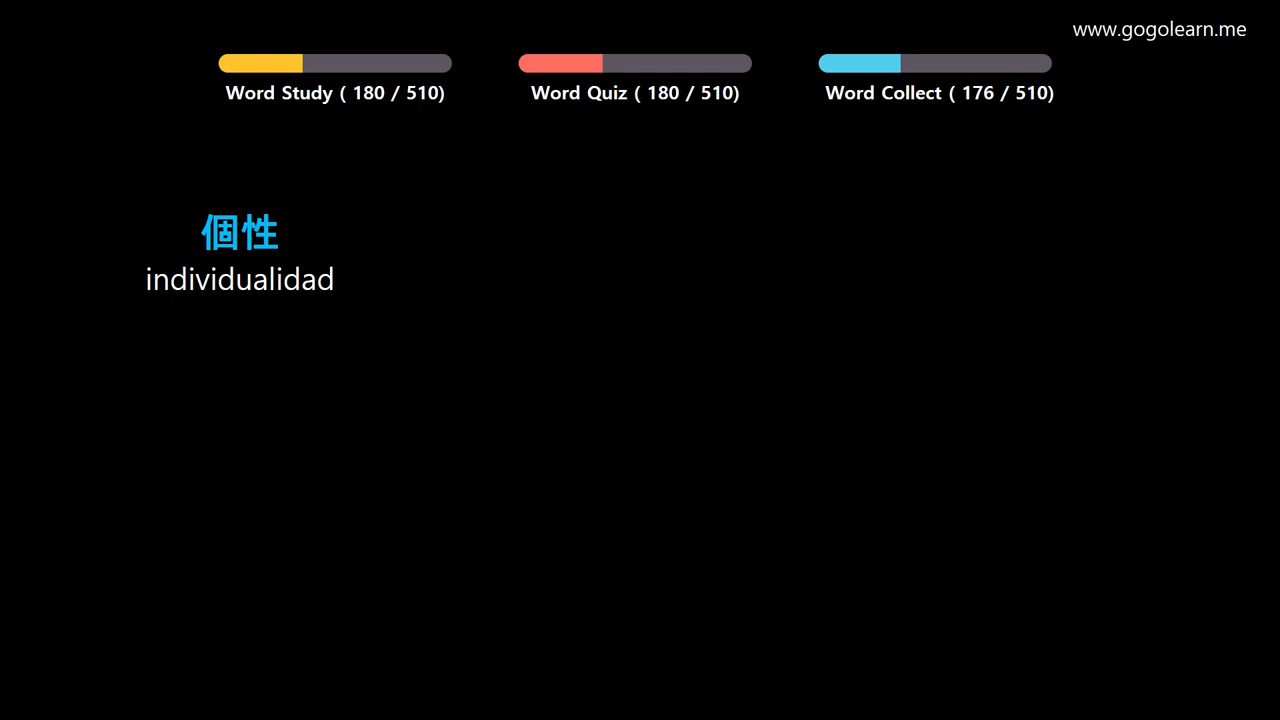 www.gogolearn.me
Word Study ( 180 / 510)
Word Quiz ( 180 / 510)
Word Collect ( 176 / 510)
個性
individualidad